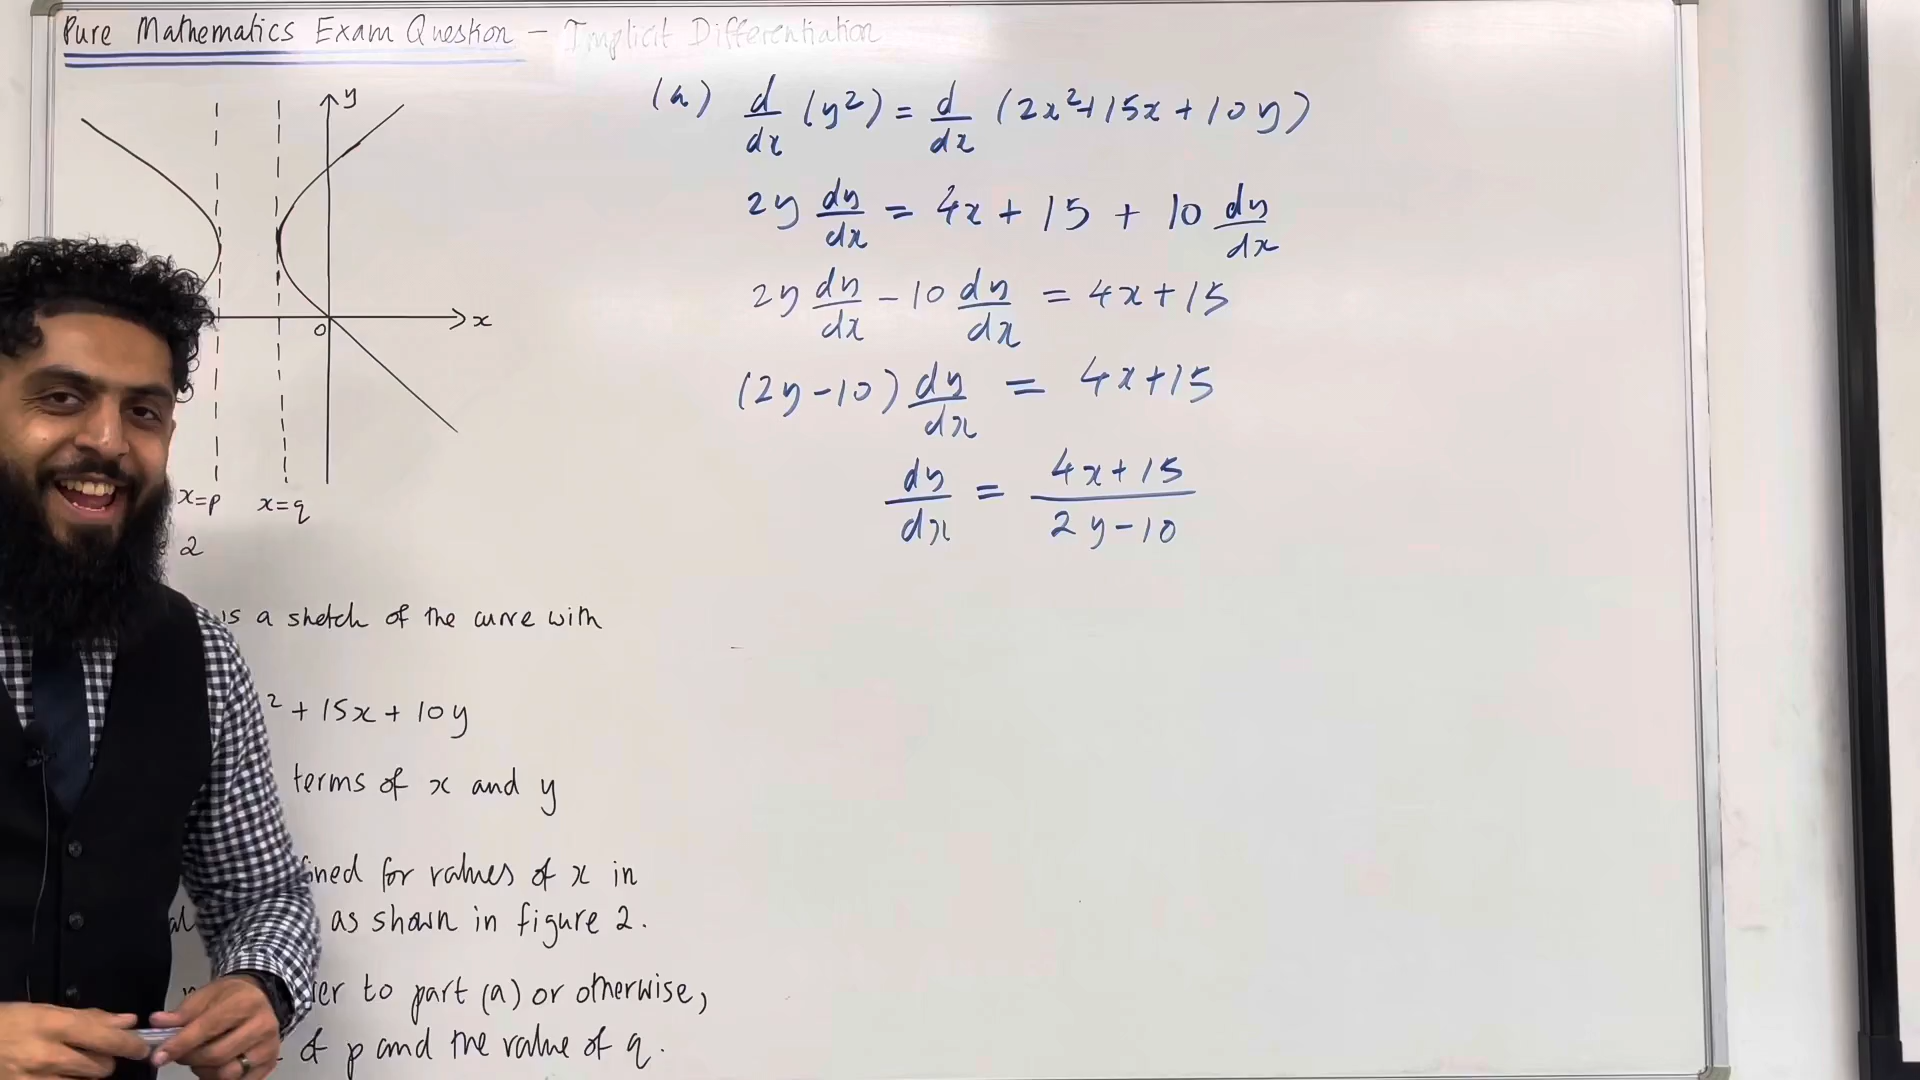 Pure Mathematics Exam Question - Implicit Differentiation
y
x
O
x=p x=q
2
is a sketch of the curve with
² + 15x + 10y
terms of x and y
for values of x in
as shown in figure 2.
to part (a) or otherwise,
of p and the value of q.
(a) d/dx (y²) = d/dx (2x²+15x+10y)
2y dy/dx = 4x + 15 + 10 dy/dx
2y dy/dx - 10 dy/dx = 4x+15
(2y-10) dy/dx = 4x+15
dy/dx = 4x+15 / 2y-10